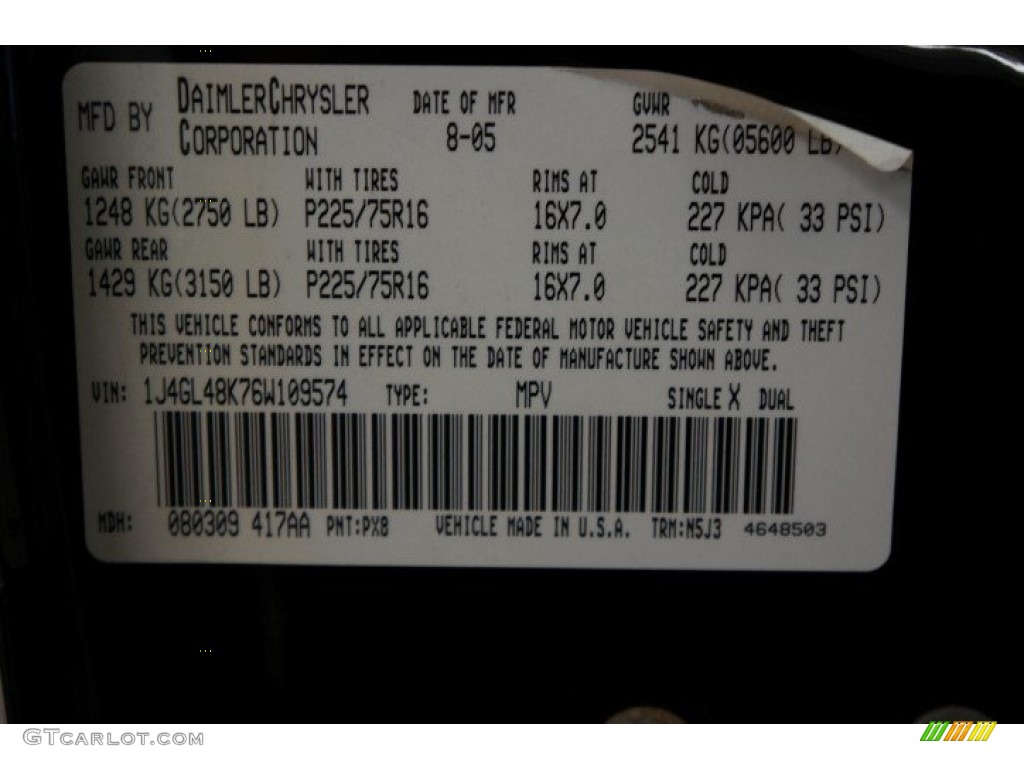 MFD BY DAIMLERCHRYSLER CORPORATION DATE OF MFR 8-05 GVWR 2541 KG(05600 LB)
GAWR FRONT WITH TIRES RIMS AT COLD
1248 KG(2750 LB) P225/75R16 16X7.0 227 KPA( 33 PSI)
GAWR REAR WITH TIRES RIMS AT COLD
1429 KG(3150 LB) P225/75R16 16X7.0 227 KPA( 33 PSI)
THIS VEHICLE CONFORMS TO ALL APPLICABLE FEDERAL MOTOR VEHICLE SAFETY AND THEFT
PREVENTION STANDARDS IN EFFECT ON THE DATE OF MANUFACTURE SHOWN ABOVE.
VIN: 1J4GL48K76W109574 TYPE: MPV SINGLE X DUAL
MDH: 080309 417AA PNT:PX8 VEHICLE MADE IN U.S.A. TRM:N5J3 4648503
GTCARLOT.COM